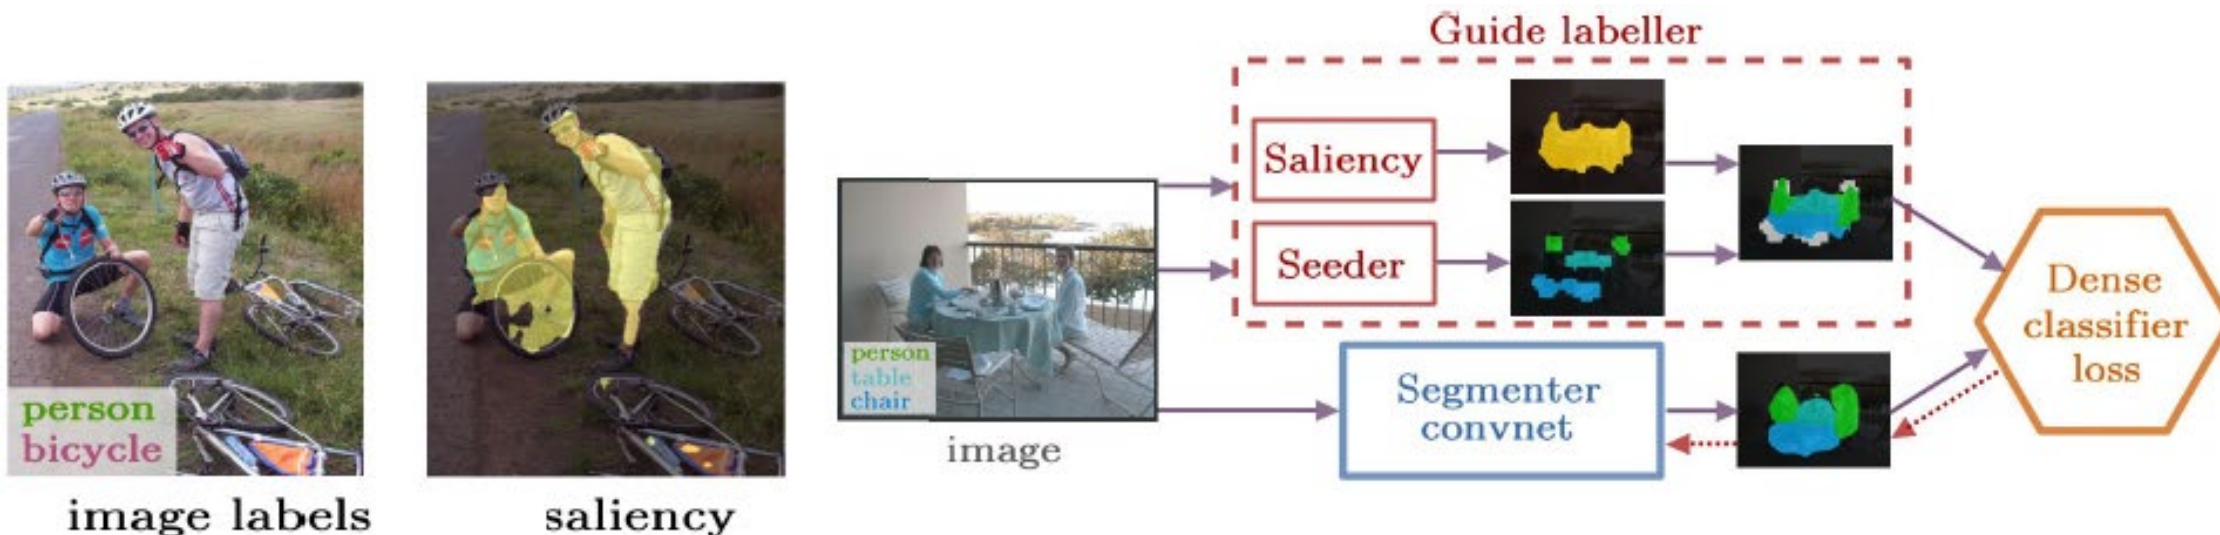 person
bicycle
image labels
saliency
person
table
chair
image
Guide labeller
Saliency
Seeder
Segmenter
convnet
Dense
classifier
loss